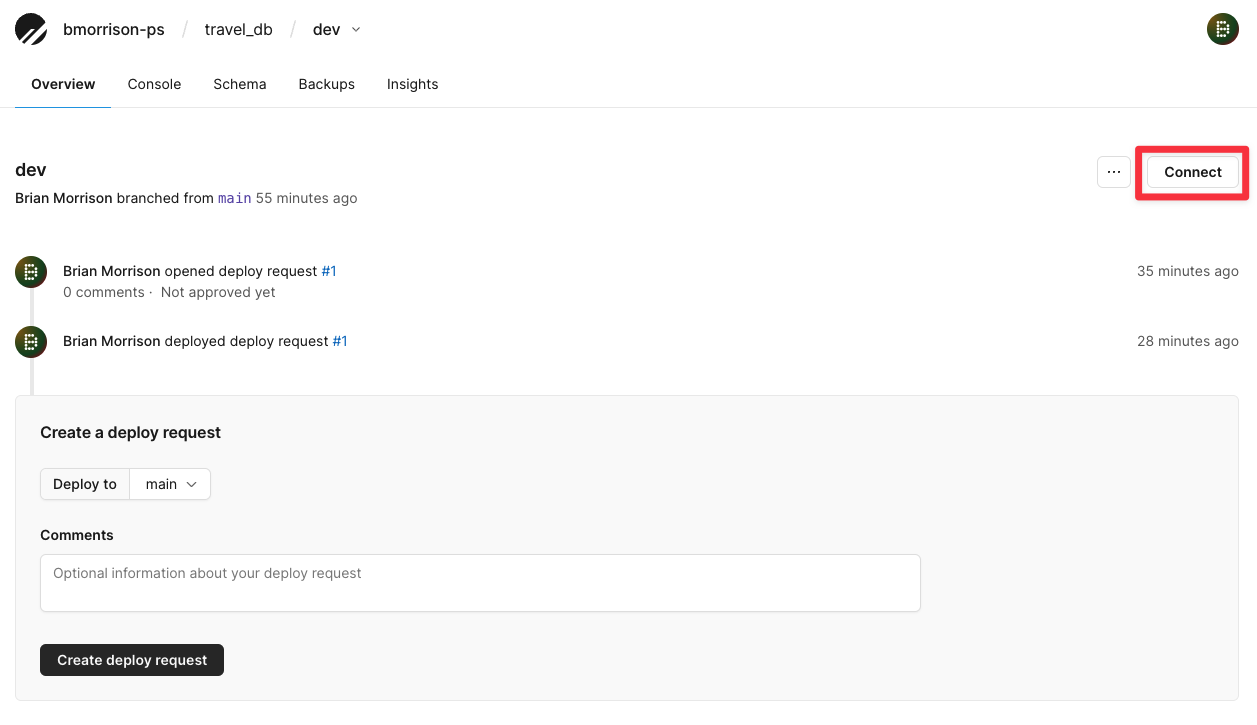 bmorrison-ps / travel_db / dev
Overview Console Schema Backups Insights
dev
... Connect
Brian Morrison branched from main 55 minutes ago
Brian Morrison opened deploy request #1 35 minutes ago
0 comments · Not approved yet
Brian Morrison deployed deploy request #1 28 minutes ago
Create a deploy request
Deploy to main
Comments
Optional information about your deploy request
Create deploy request